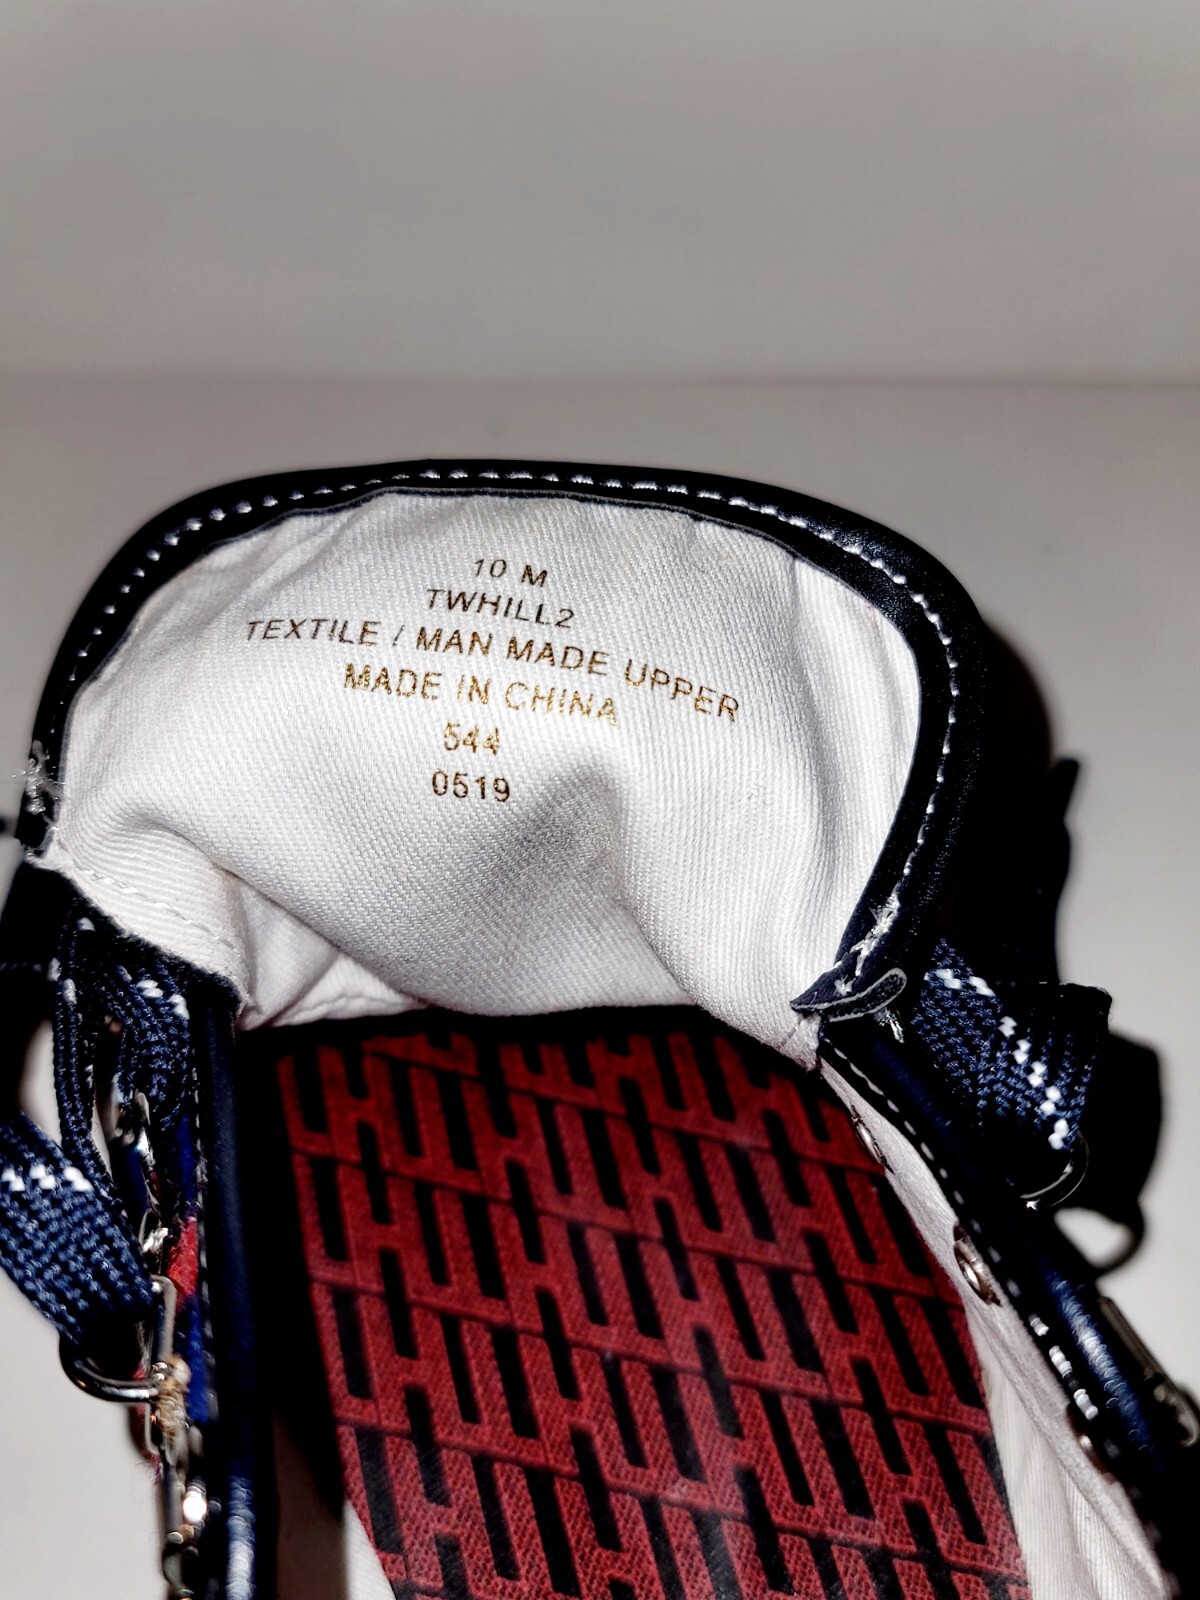 10 M
TWHILL2
TEXTILE / MAN MADE UPPER
MADE IN CHINA
544
0519